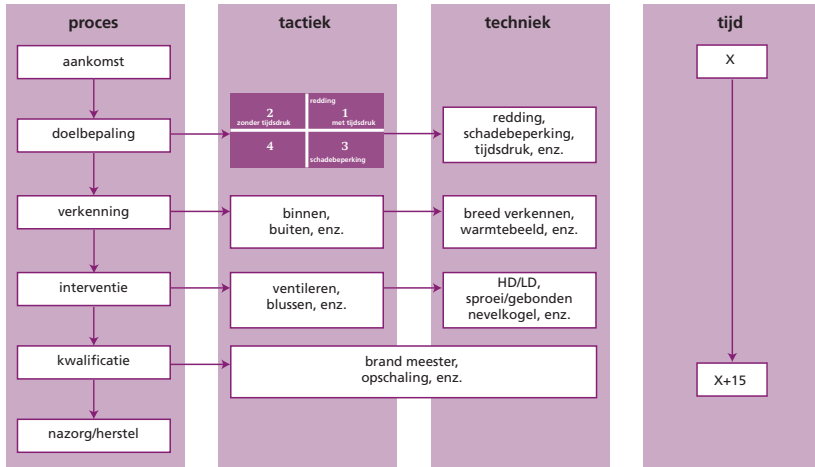 proces
tactiek
techniek
tijd
aankomst
X
redding
2
1
zonder tijdsdruk
met tijdsdruk
4
3
schadebeperking
doelbepaling
redding,
schadebeperking,
tijdsdruk, enz.
verkenning
binnen,
buiten, enz.
breed verkennen,
warmtebeeld, enz.
interventie
ventileren,
blussen, enz.
HD/LD,
sproei/gebonden
nevelkogel, enz.
kwalificatie
brand meester,
opschaling, enz.
X+15
nazorg/herstel